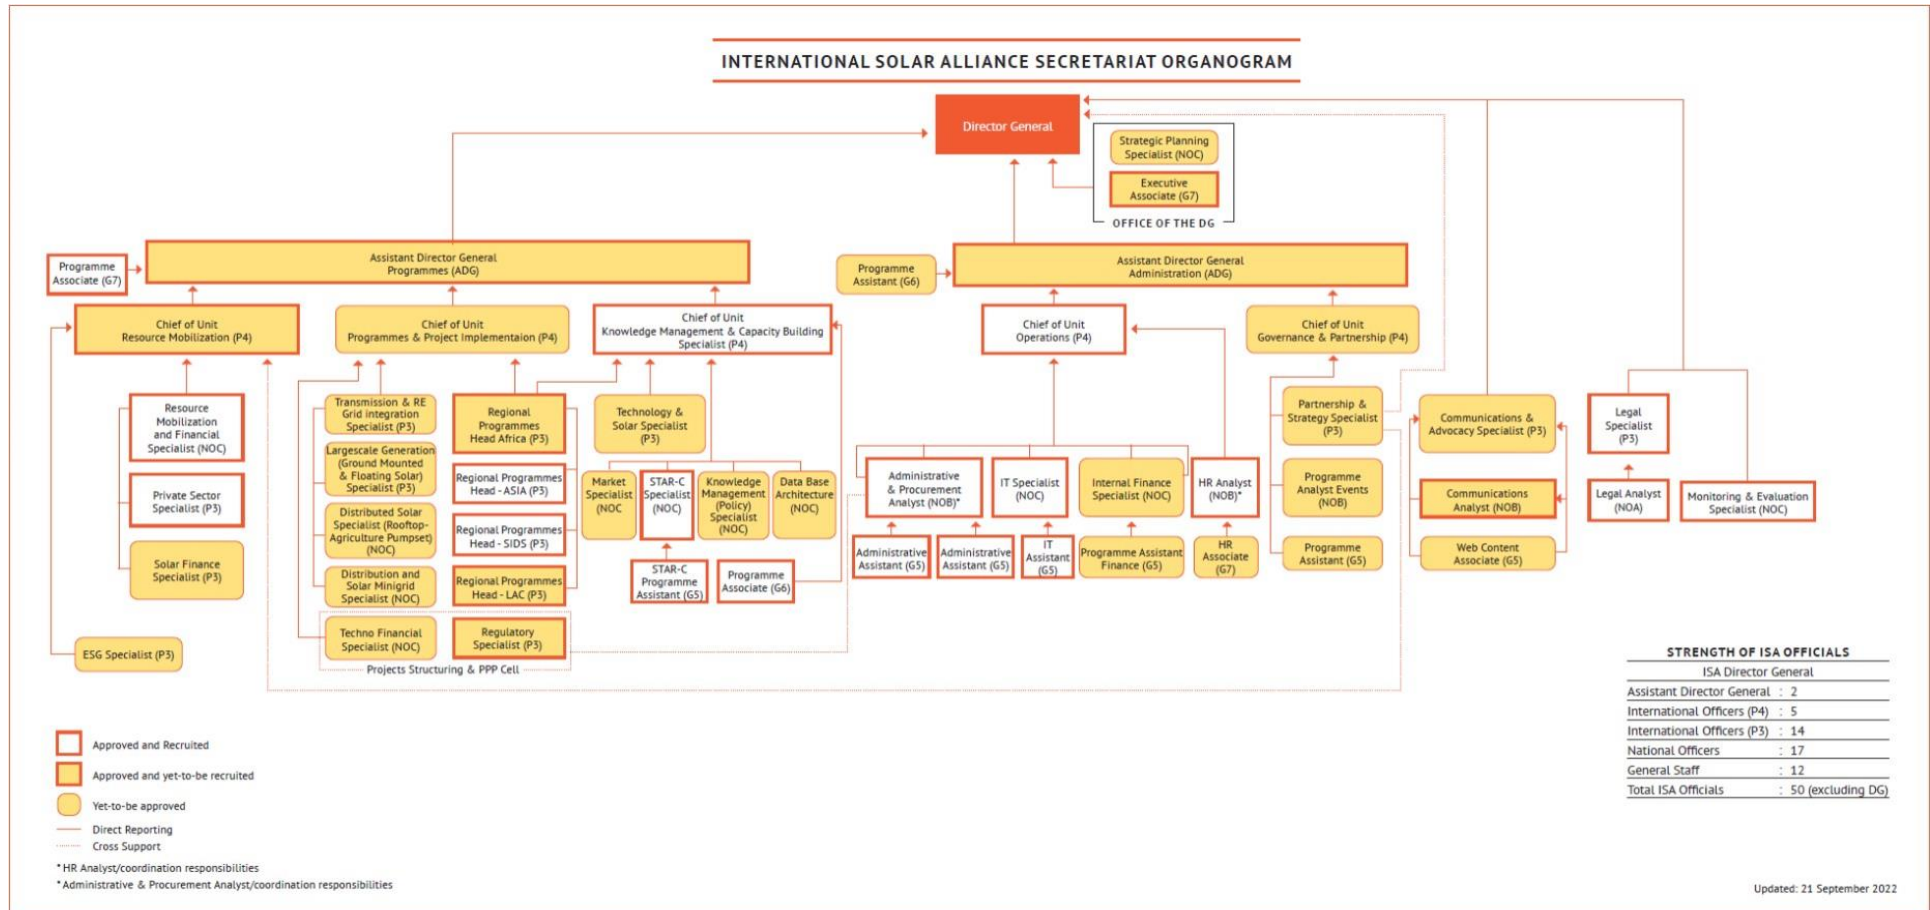 INTERNATIONAL SOLAR ALLIANCE SECRETARIAT ORGANOGRAM
Director General
Strategic Planning
Specialist (NOC)
Executive
Associate (G7)
OFFICE OF THE DG
Programme
Associate (G7)
Assistant Director General
Programmes (ADG)
Programme
Assistant (G6)
Assistant Director General
Administration (ADG)
Chief of Unit
Resource Mobilization (P4)
Chief of Unit
Programmes & Project Implementaion (P4)
Chief of Unit
Knowledge Management & Capacity Building
Specialist (P4)
Chief of Unit
Operations (P4)
Chief of Unit
Governance & Partnership (P4)
Resource
Mobilization
and Financial
Specialist (NOC)
Private Sector
Specialist (P3)
Solar Finance
Specialist (P3)
ESG Specialist (P3)
Transmission & RE
Grid integration
Specialist (P3)
Largescale Generation
(Ground Mounted
& Floating Solar)
Specialist (P3)
Distributed Solar
Specialist (Rooftop-
Agriculture Pumpset)
(NOC)
Distribution and
Solar Minigrid
Specialist (NOC)
Techno Financial
Specialist (NOC)
Regional
Programmes
Head Africa (P3)
Regional Programmes
Head - ASIA (P3)
Regional Programmes
Head - SIDS (P3)
Regional Programmes
Head - LAC (P3)
Regulatory
Specialist (P3)
Projects Structuring & PPP Cell
Technology &
Solar Specialist
(P3)
Market
Specialist
(NOC
STAR-C
Specialist
(NOC)
Knowledge
Management
(Policy)
Specialist
(NOC)
Data Base
Architecture
(NOC)
STAR-C
Programme
Assistant (G5)
Programme
Associate (G6)
Administrative
& Procurement
Analyst (NOB)*
IT Specialist
(NOC)
Internal Finance
Specialist (NOC)
HR Analyst
(NOB)*
Administrative
Assistant (G5)
Administrative
Assistant (G5)
IT
Assistant
(G5)
Programme Assistant
Finance (G5)
HR
Associate
(G7)
Partnership &
Strategy Specialist
(P3)
Programme
Analyst Events
(NOB)
Programme
Assistant (G5)
Communications &
Advocacy Specialist (P3)
Communications
Analyst (NOB)
Web Content
Associate (G5)
Legal
Specialist
(P3)
Legal Analyst
(NOA)
Monitoring & Evaluation
Specialist (NOC)
STRENGTH OF ISA OFFICIALS
ISA Director General
Assistant Director General : 2
International Officers (P4) : 5
International Officers (P3) : 14
National Officers : 17
General Staff : 12
Total ISA Officials : 50 (excluding DG)
Approved and Recruited
Approved and yet-to-be recruited
Yet-to-be approved
Direct Reporting
Cross Support
* HR Analyst/coordination responsibilities
* Administrative & Procurement Analyst/coordination responsibilities
Updated: 21 September 2022